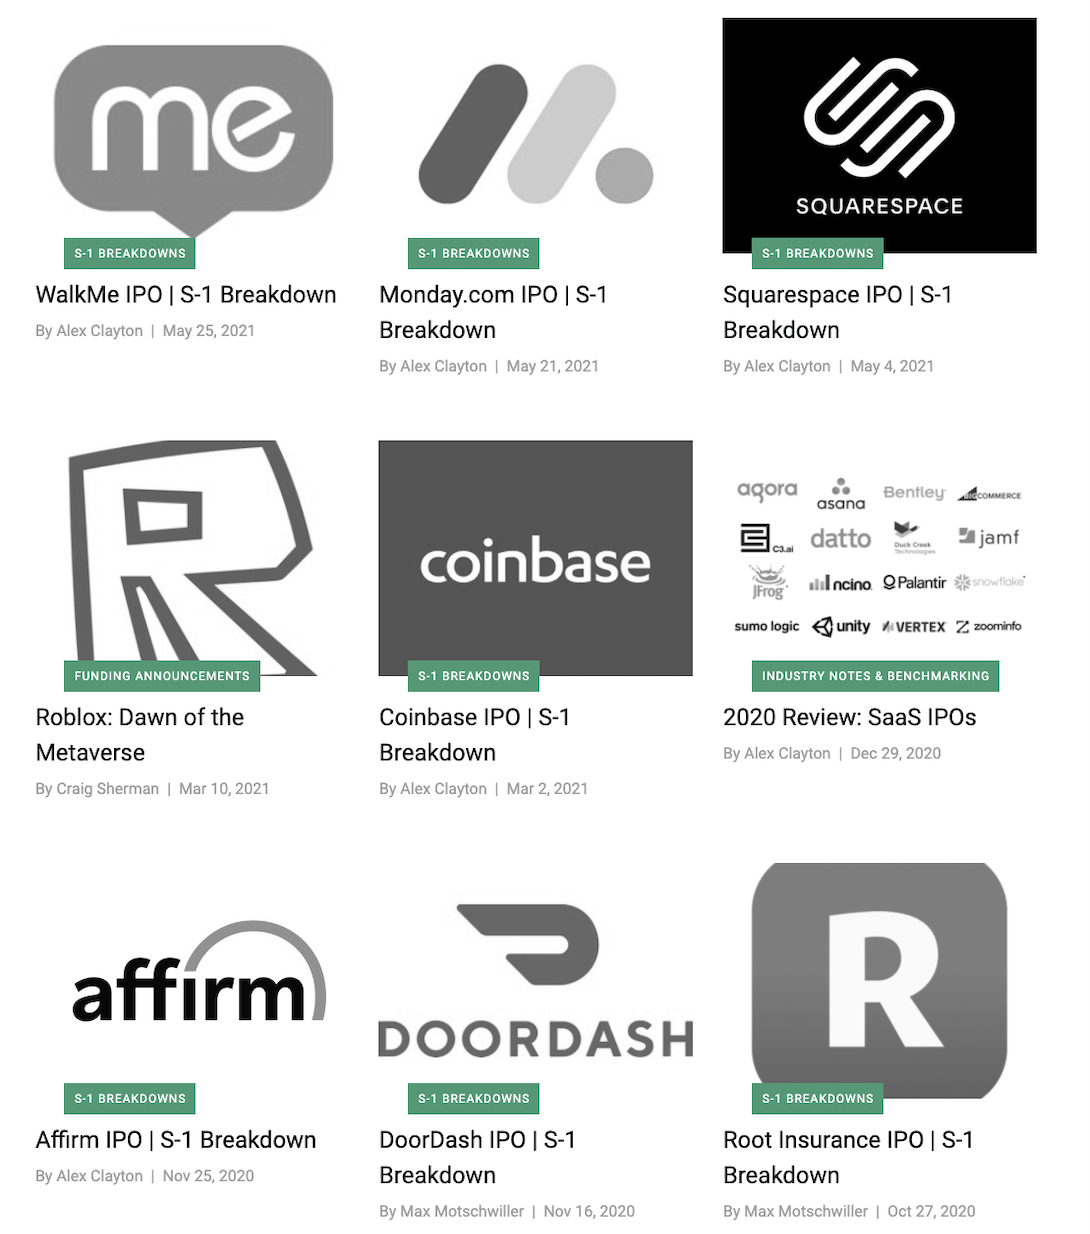 me
S-1 BREAKDOWNS
WalkMe IPO | S-1 Breakdown
By Alex Clayton | May 25, 2021
S-1 BREAKDOWNS
Monday.com IPO | S-1
Breakdown
By Alex Clayton | May 21, 2021
SQUARESPACE
S-1 BREAKDOWNS
Squarespace IPO | S-1
Breakdown
By Alex Clayton | May 4, 2021
R
FUNDING ANNOUNCEMENTS
Roblox: Dawn of the
Metaverse
By Craig Sherman | Mar 10, 2021
coinbase
S-1 BREAKDOWNS
Coinbase IPO | S-1
Breakdown
By Alex Clayton | Mar 2, 2021
agora asana Bentley BIGCOMMERCE
C3.ai datto Duck Creek Technologies jamf
JFrog ncino Palantir snowflake
sumo logic unity VERTEX zoominfo
INDUSTRY NOTES & BENCHMARKING
2020 Review: SaaS IPOs
By Alex Clayton | Dec 29, 2020
affirm
S-1 BREAKDOWNS
Affirm IPO | S-1 Breakdown
By Alex Clayton | Nov 25, 2020
DOORDASH
S-1 BREAKDOWNS
DoorDash IPO | S-1
Breakdown
By Max Motschwiller | Nov 16, 2020
R
S-1 BREAKDOWNS
Root Insurance IPO | S-1
Breakdown
By Max Motschwiller | Oct 27, 2020